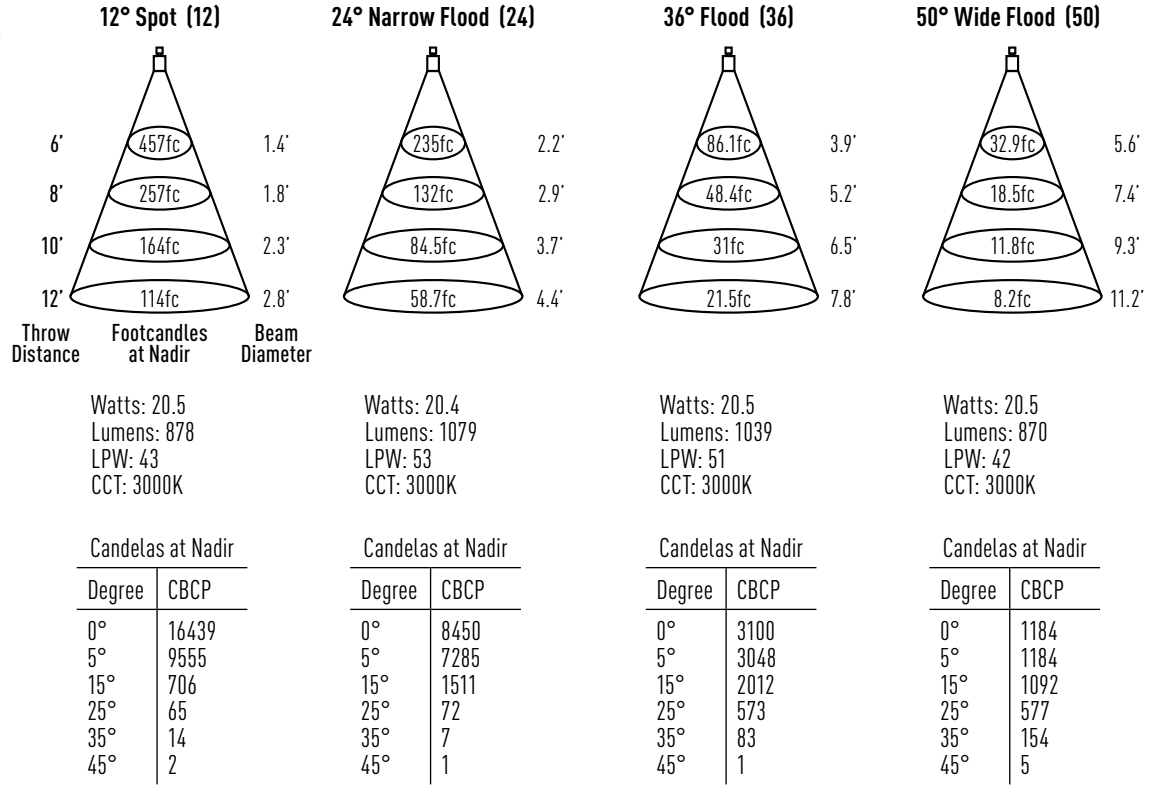 12° Spot (12) 24° Narrow Flood (24) 36° Flood (36) 50° Wide Flood (50)
6' 457fc 1.4' 235fc 2.2' 86.1fc 3.9' 32.9fc 5.6'
8' 257fc 1.8' 132fc 2.9' 48.4fc 5.2' 18.5fc 7.4'
10' 164fc 2.3' 84.5fc 3.7' 31fc 6.5' 11.8fc 9.3'
12' 114fc 2.8' 58.7fc 4.4' 21.5fc 7.8' 8.2fc 11.2'
Throw Footcandles Beam
Distance at Nadir Diameter
Watts: 20.5 Watts: 20.4 Watts: 20.5 Watts: 20.5
Lumens: 878 Lumens: 1079 Lumens: 1039 Lumens: 870
LPW: 43 LPW: 53 LPW: 51 LPW: 42
CCT: 3000K CCT: 3000K CCT: 3000K CCT: 3000K
Candelas at Nadir Candelas at Nadir Candelas at Nadir Candelas at Nadir
Degree CBCP Degree CBCP Degree CBCP Degree CBCP
0° 16439 0° 8450 0° 3100 0° 1184
5° 9555 5° 7285 5° 3048 5° 1184
15° 706 15° 1511 15° 2012 15° 1092
25° 65 25° 72 25° 573 25° 577
35° 14 35° 7 35° 83 35° 154
45° 2 45° 1 45° 1 45° 5